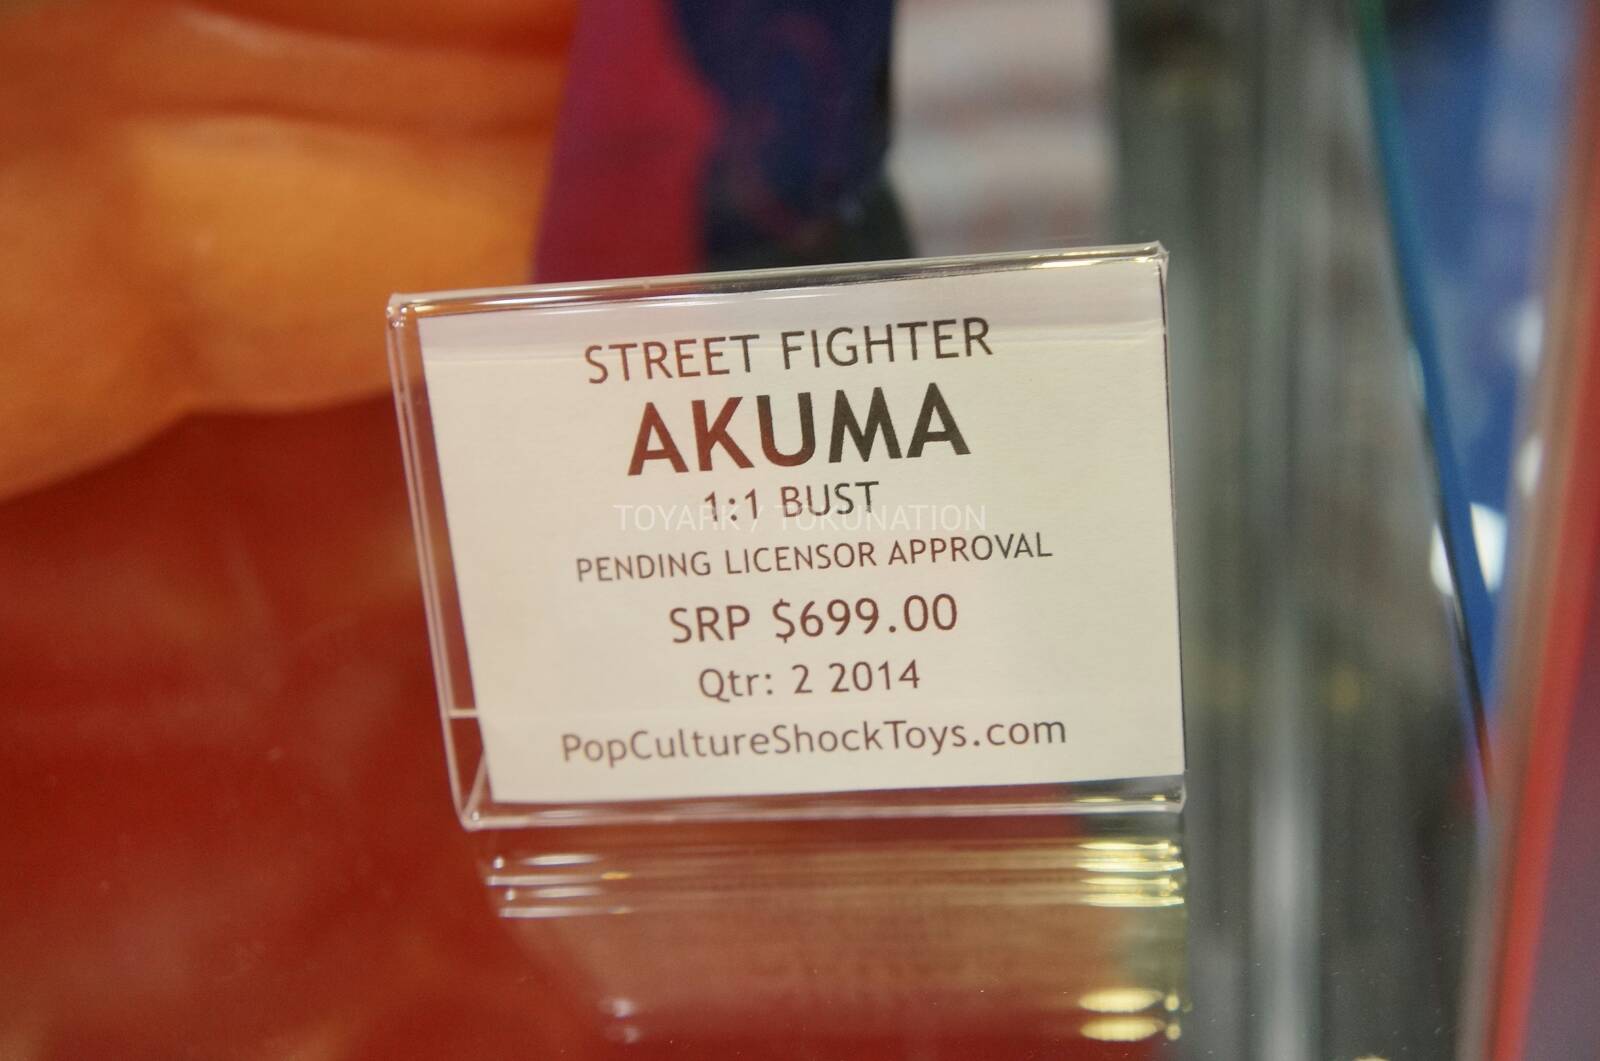 STREET FIGHTER
AKUMA
1:1 BUST
TOYARK / TOKUNATION
PENDING LICENSOR APPROVAL
SRP $699.00
Qtr: 2 2014
PopCultureShockToys.com